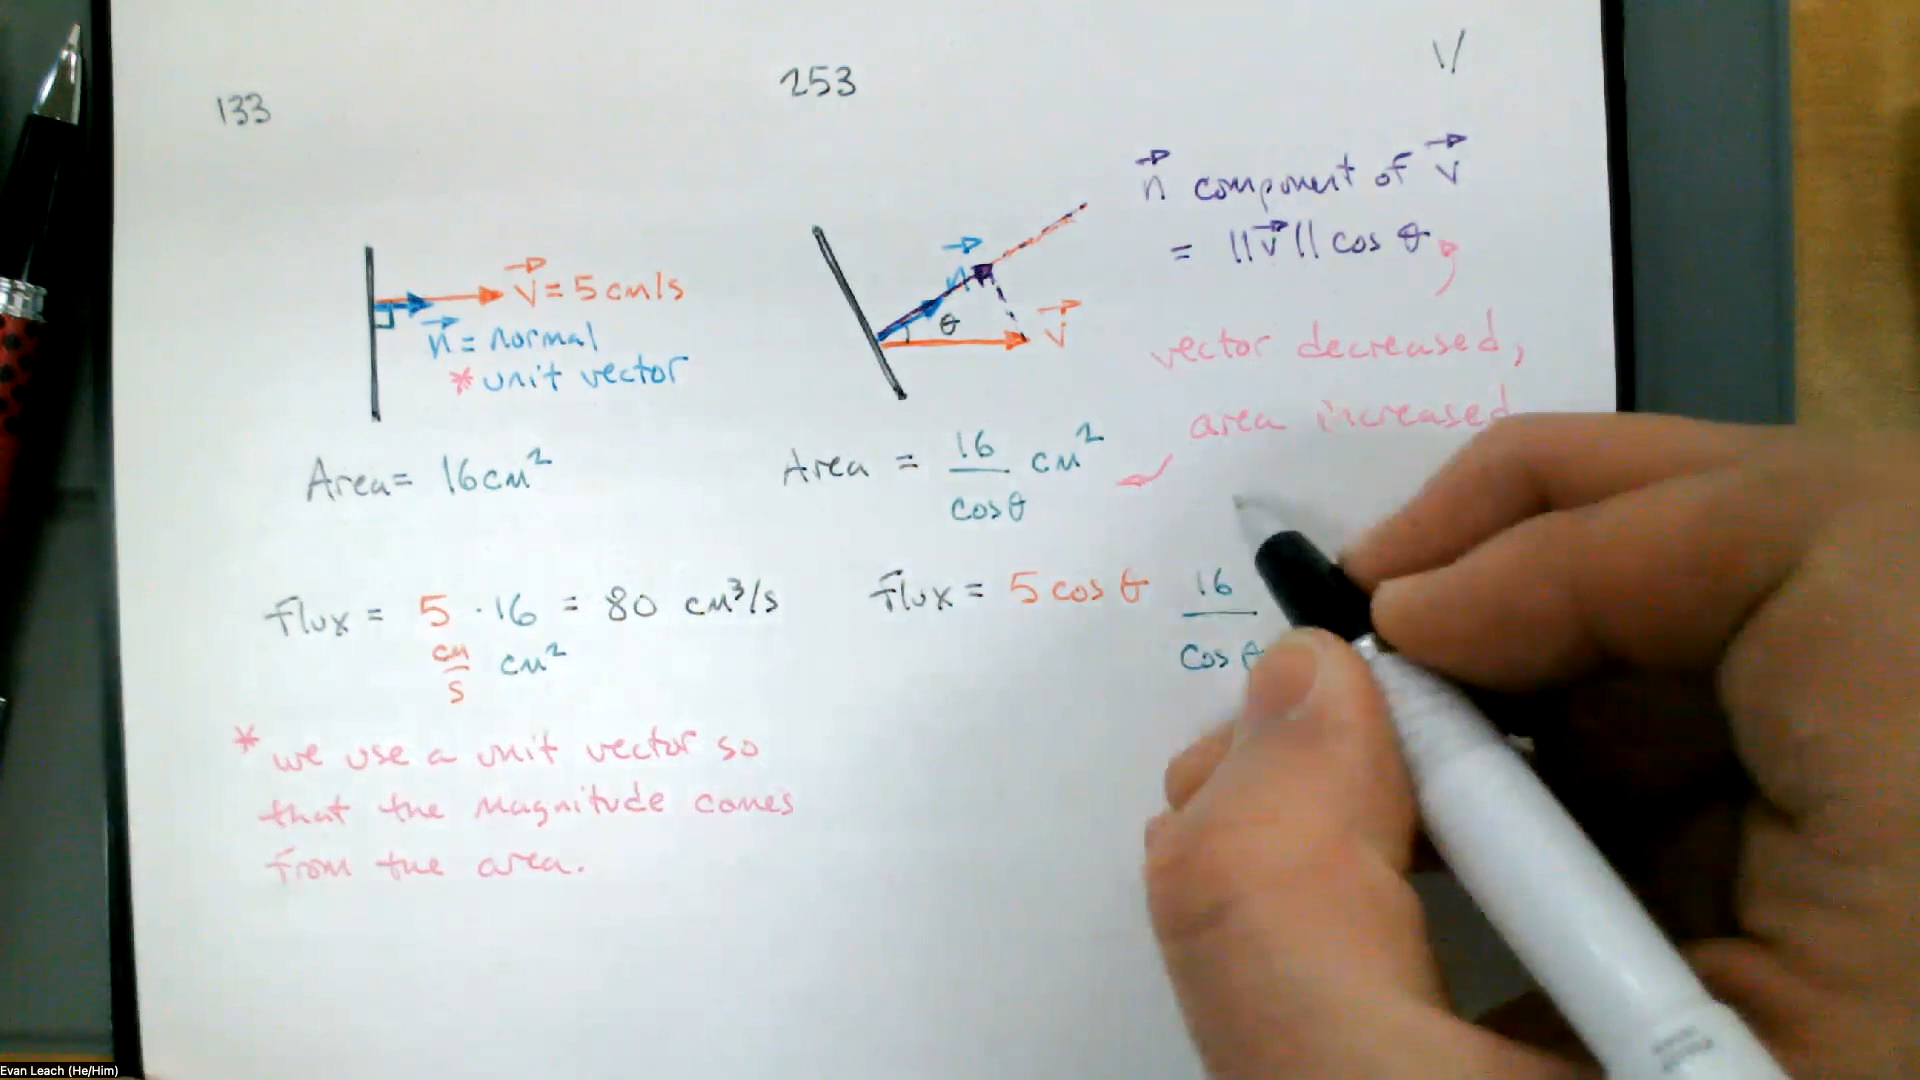 133
253
V
n component of v
= ||v|| cos θ
v = 5 cm/s
n = normal
* unit vector
n
θ
v
vector decreased,
area increased
Area = 16 cm²
Area = 16/cosθ cm²
flux = 5 · 16 = 80 cm³/s
cm/s cm²
flux = 5 cos θ 16/cos θ
* we use a unit vector so
that the magnitude comes
from the area.
Evan Leach (He/Him)